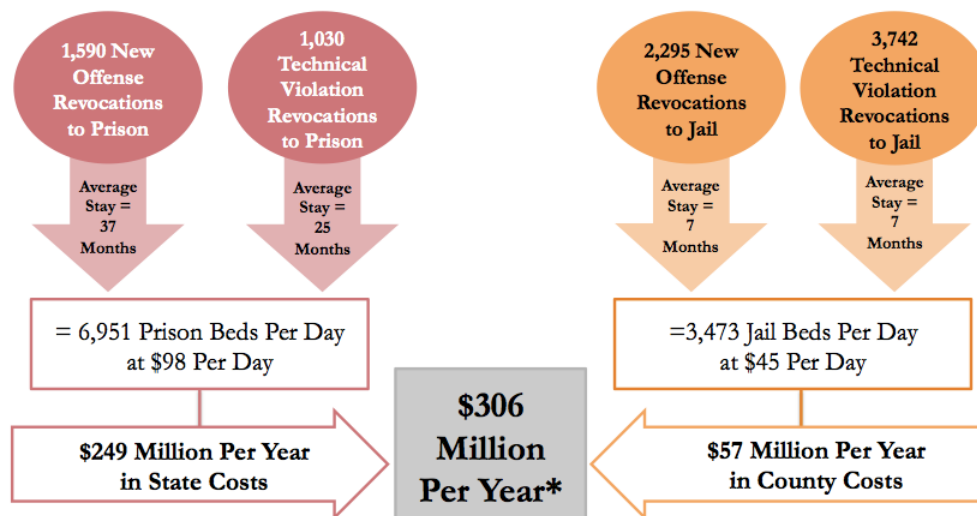 1,590 New
Offense
Revocations
to Prison
1,030
Technical
Violation
Revocations
to Prison
2,295 New
Offense
Revocations
to Jail
3,742
Technical
Violation
Revocations
to Jail
Average
Stay =
37
Months
Average
Stay =
25
Months
Average
Stay =
7
Months
Average
Stay =
7
Months
= 6,951 Prison Beds Per Day
at $98 Per Day
=3,473 Jail Beds Per Day
at $45 Per Day
$249 Million Per Year
in State Costs
$306
Million
Per Year*
$57 Million Per Year
in County Costs